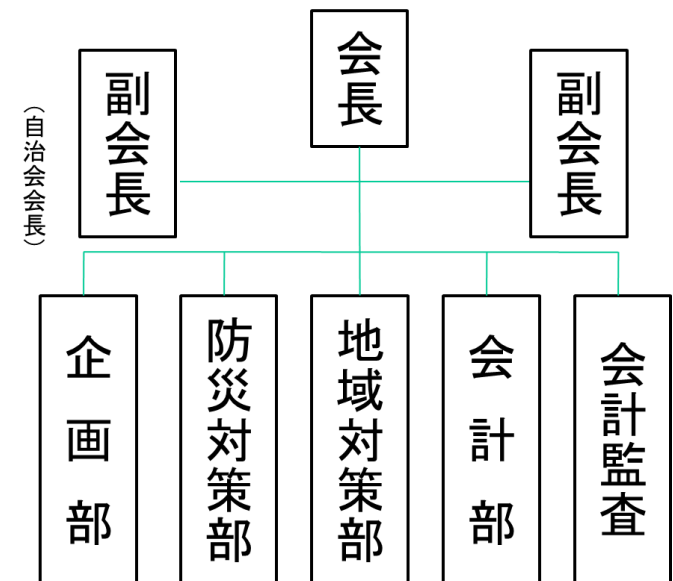 会長
副会長
（自治会会長）
副会長
企画部
防災対策部
地域対策部
会計部
会計監査